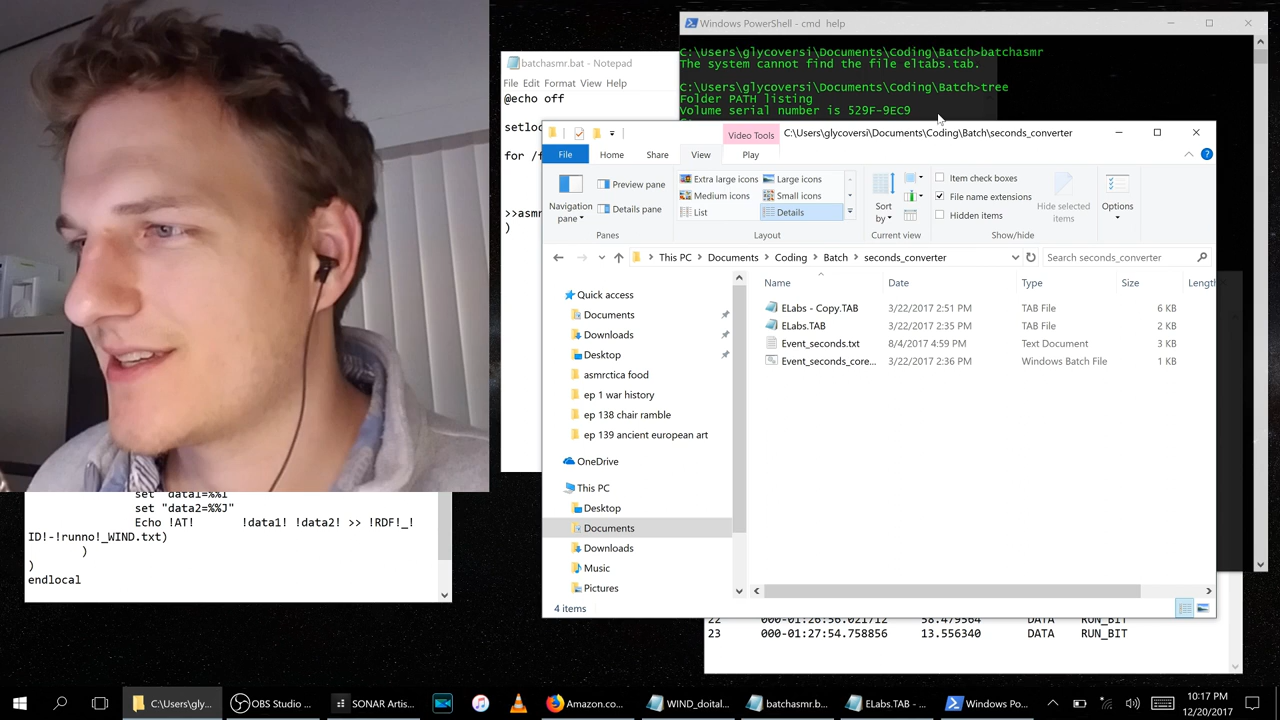 Windows PowerShell - cmd help
C:\Users\glycoversi\Documents\Coding\Batch>batchasmr
The system cannot find the file eltabs.tab.
C:\Users\glycoversi\Documents\Coding\Batch>tree
Folder PATH listing
Volume serial number is 529F-9EC9
batchasmr.bat - Notepad
File Edit Format View Help
@echo off
for /f
)
Video Tools
C:\Users\glycoversi\Documents\Coding\Batch\seconds_converter
File Home Share View Play
Navigation pane
Preview pane
Details pane
Panes
Extra large icons Large icons
Medium icons Small icons
List Details
Layout
Sort by
Current view
Item check boxes
File name extensions
Hidden items
Hide selected items
Show/hide
Options
This PC > Documents > Coding > Batch > seconds_converter
Search seconds_converter
Quick access
Documents
Downloads
Desktop
asmrctica food
ep 1 war history
ep 138 chair ramble
ep 139 ancient european art
OneDrive
This PC
Desktop
Documents
Downloads
Music
Pictures
Name Date Type Size Length
ELabs - Copy.TAB 3/22/2017 2:51 PM TAB File 6 KB
ELabs.TAB 3/22/2017 2:35 PM TAB File 2 KB
Event_seconds.txt 8/4/2017 4:59 PM Text Document 3 KB
Event_seconds_core... 3/22/2017 2:36 PM Windows Batch File 1 KB
4 items
set "data2=%%J"
Echo !AT! !data1! !data2! >> !RDF!_!
ID!-!runno!_WIND.txt)
)
)
endlocal
22 000-01:26:56.021712 58.479564 DATA RUN_BIT
23 000-01:27:54.758856 13.556340 DATA RUN_BIT
C:\Users\gly...
OBS Studio ...
SONAR Artis...
Amazon.co...
WIND_doital...
batchasmr.b...
ELabs.TAB - ...
Windows Po...
10:17 PM
12/20/2017